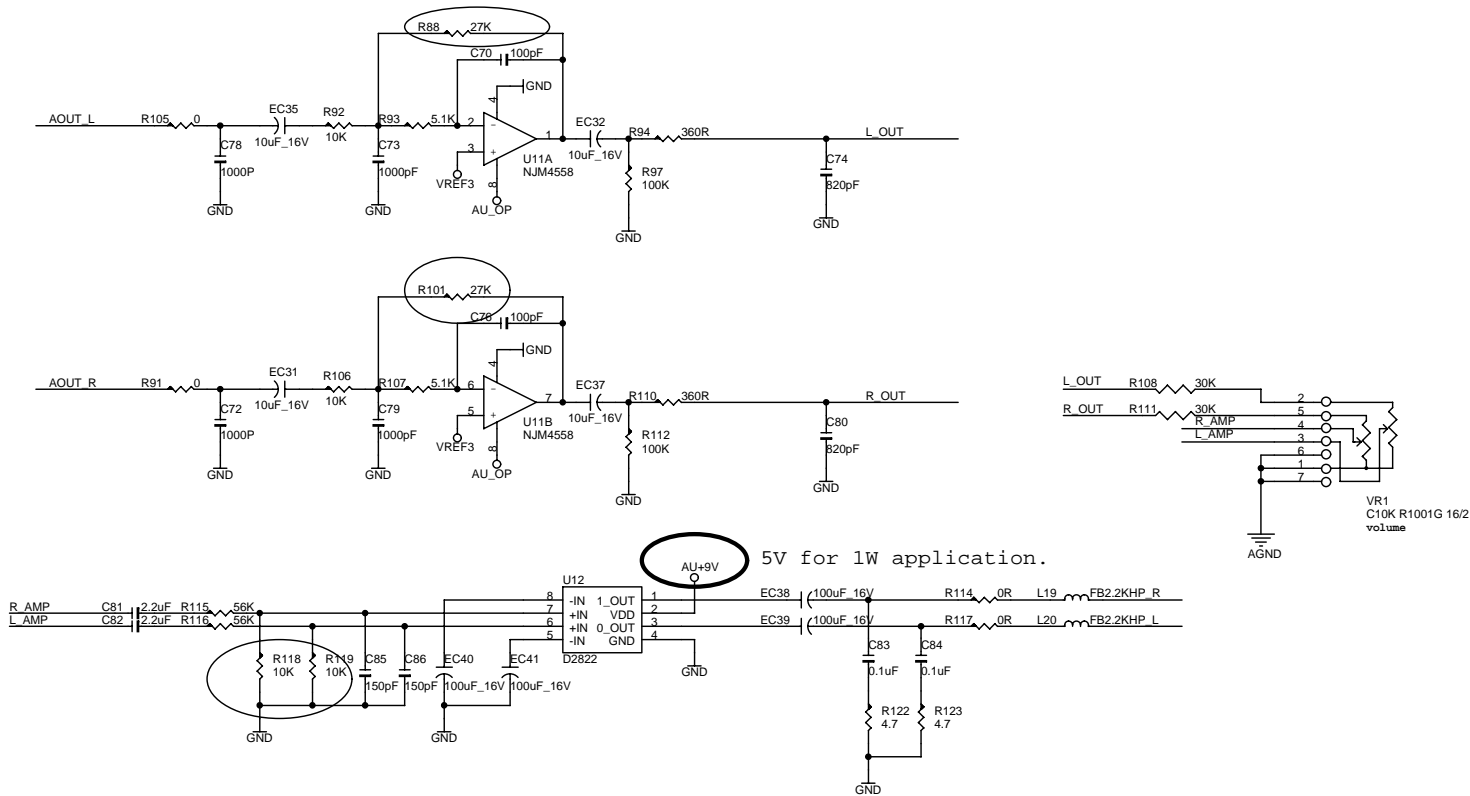 R88 27K
C70 100pF
GND
4
AOUT_L R105 0 EC35 R92 R93 5.1K 2 1 EC32 R94 360R L_OUT
10uF_16V 10K 3 10uF_16V
C78 C73 U11A R97 C74
1000P 1000pF VREF3 NJM4558 100K 820pF
8
AU_OP
GND GND GND GND
R101 27K
C76 100pF
GND
4
AOUT_R R91 0 EC31 R106 R107 5.1K 6 7 EC37 R110 360R R_OUT
10uF_16V 10K 5 10uF_16V
C72 C79 U11B R112 C80
1000P 1000pF VREF3 NJM4558 100K 820pF
8
AU_OP
GND GND GND GND
L_OUT R108 30K 2
R_OUT R111 30K 5
R_AMP 4
L_AMP 3
6
1
7
VR1
C10K R1001G 16/2
volume
AGND
AU+9V 5V for 1W application.
U12
R_AMP C81 2.2uF R115 56K 8 -IN 1_OUT 1 EC38 100uF_16V R114 0R L19 FB2.2K HP_R
7 +IN VDD 2
L_AMP C82 2.2uF R116 56K 6 +IN 0_OUT 3 EC39 100uF_16V R117 0R L20 FB2.2K HP_L
5 -IN GND 4
D2822
GND
R118 R119 C85 C86 EC40 EC41 C83 C84
10K 10K 150pF 150pF 100uF_16V 100uF_16V 0.1uF 0.1uF
R122 R123
4.7 4.7
GND GND
GND